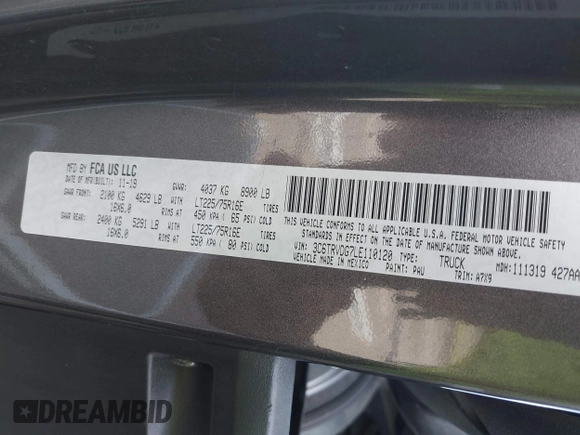 MFD BY FCA US LLC
DATE OF MFR(BUILT): 11-19 GVWR: 4037 KG 8900 LB
GAWR FRONT: 2100 KG 4629 LB WITH LT225/75R16E TIRES
16X6.0 RIMS AT 450 KPA ( 65 PSI) COLD
GAWR REAR: 2400 KG 5291 LB WITH LT225/75R16E TIRES
16X6.0 RIMS AT 550 KPA ( 80 PSI) COLD
THIS VEHICLE CONFORMS TO ALL APPLICABLE U.S.A. FEDERAL MOTOR VEHICLE SAFETY
STANDARDS IN EFFECT ON THE DATE OF MANUFACTURE SHOWN ABOVE.
VIN: 3C6TRVDG7LE110120 TYPE: TRUCK MDH: 111319 427AA
VEHICLE MADE IN MEXICO PAINT: PAU TRIM: A7X9
DREAMBID